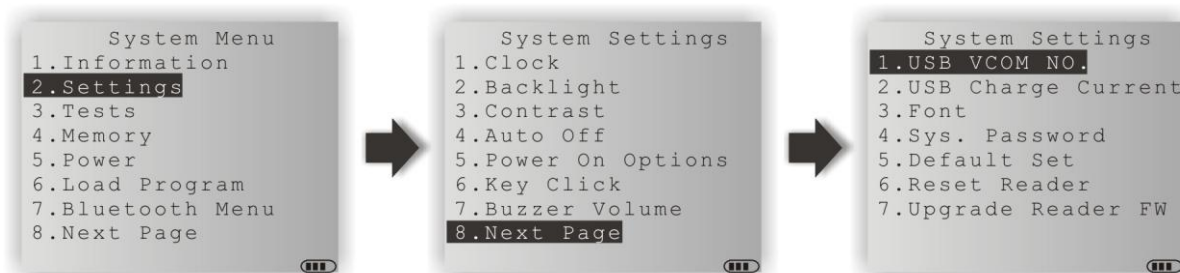 System Menu
1.Information
2.Settings
3.Tests
4.Memory
5.Power
6.Load Program
7.Bluetooth Menu
8.Next Page
System Settings
1.Clock
2.Backlight
3.Contrast
4.Auto Off
5.Power On Options
6.Key Click
7.Buzzer Volume
8.Next Page
System Settings
1.USB VCOM NO.
2.USB Charge Current
3.Font
4.Sys. Password
5.Default Set
6.Reset Reader
7.Upgrade Reader FW